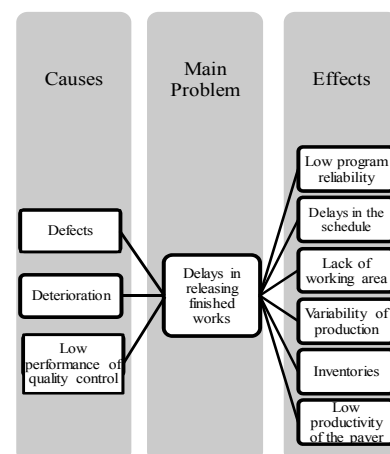 Causes
Main
Problem
Effects
Defects
Deterioration
Low
performance of
quality control
Delays in
releasing
finished
works
Low program
reliability
Delays in the
schedule
Lack of
working area
Variability of
production
Inventories
Low
productivity
of the paver